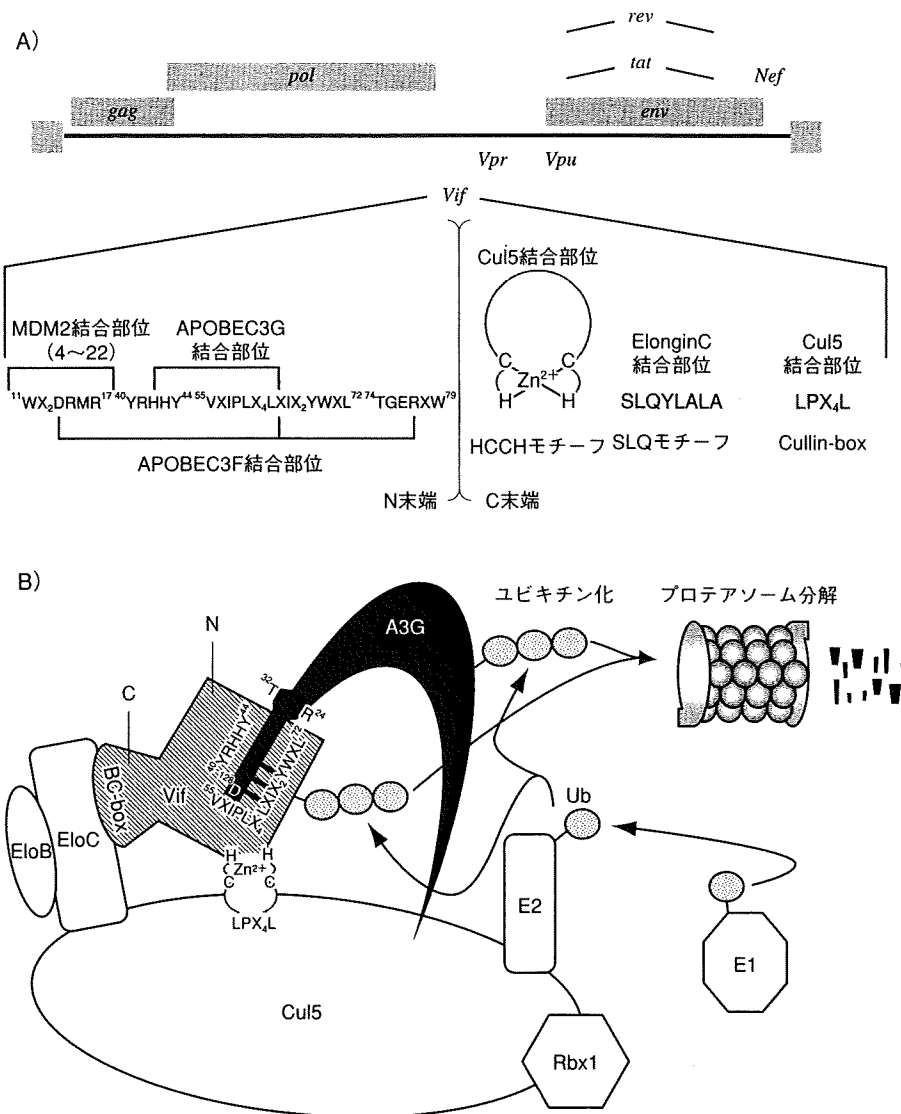 A)
rev
tat
Nef
pol
gag
env
Vpr
Vpu
Vif
MDM2結合部位
(4〜22)
APOBEC3G
結合部位
¹¹WX₂DRMR¹⁷ ⁴⁰YRHHY⁴⁴ ⁵⁵VXIPLX₄LXIX₂YWXL⁷² ⁷⁴TGERXW⁷⁹
APOBEC3F結合部位
N末端
Cul5結合部位
C C
Zn²⁺
H H
HCCHモチーフ
ElonginC
結合部位
SLQYLALA
SLQモチーフ
Cul5
結合部位
LPX₄L
Cullin-box
C末端
B)
ユビキチン化
プロテアソーム分解
A3G
N
C
³²T
R²⁴
⁴⁰YRHHY⁴⁴
¹²⁸D
⁵⁵VXIPLX₄LXIX₂YWXL⁷²
BC-box
Vif
EloB
EloC
H H
Zn²⁺
C C
LPX₄L
Ub
E2
E1
Cul5
Rbx1